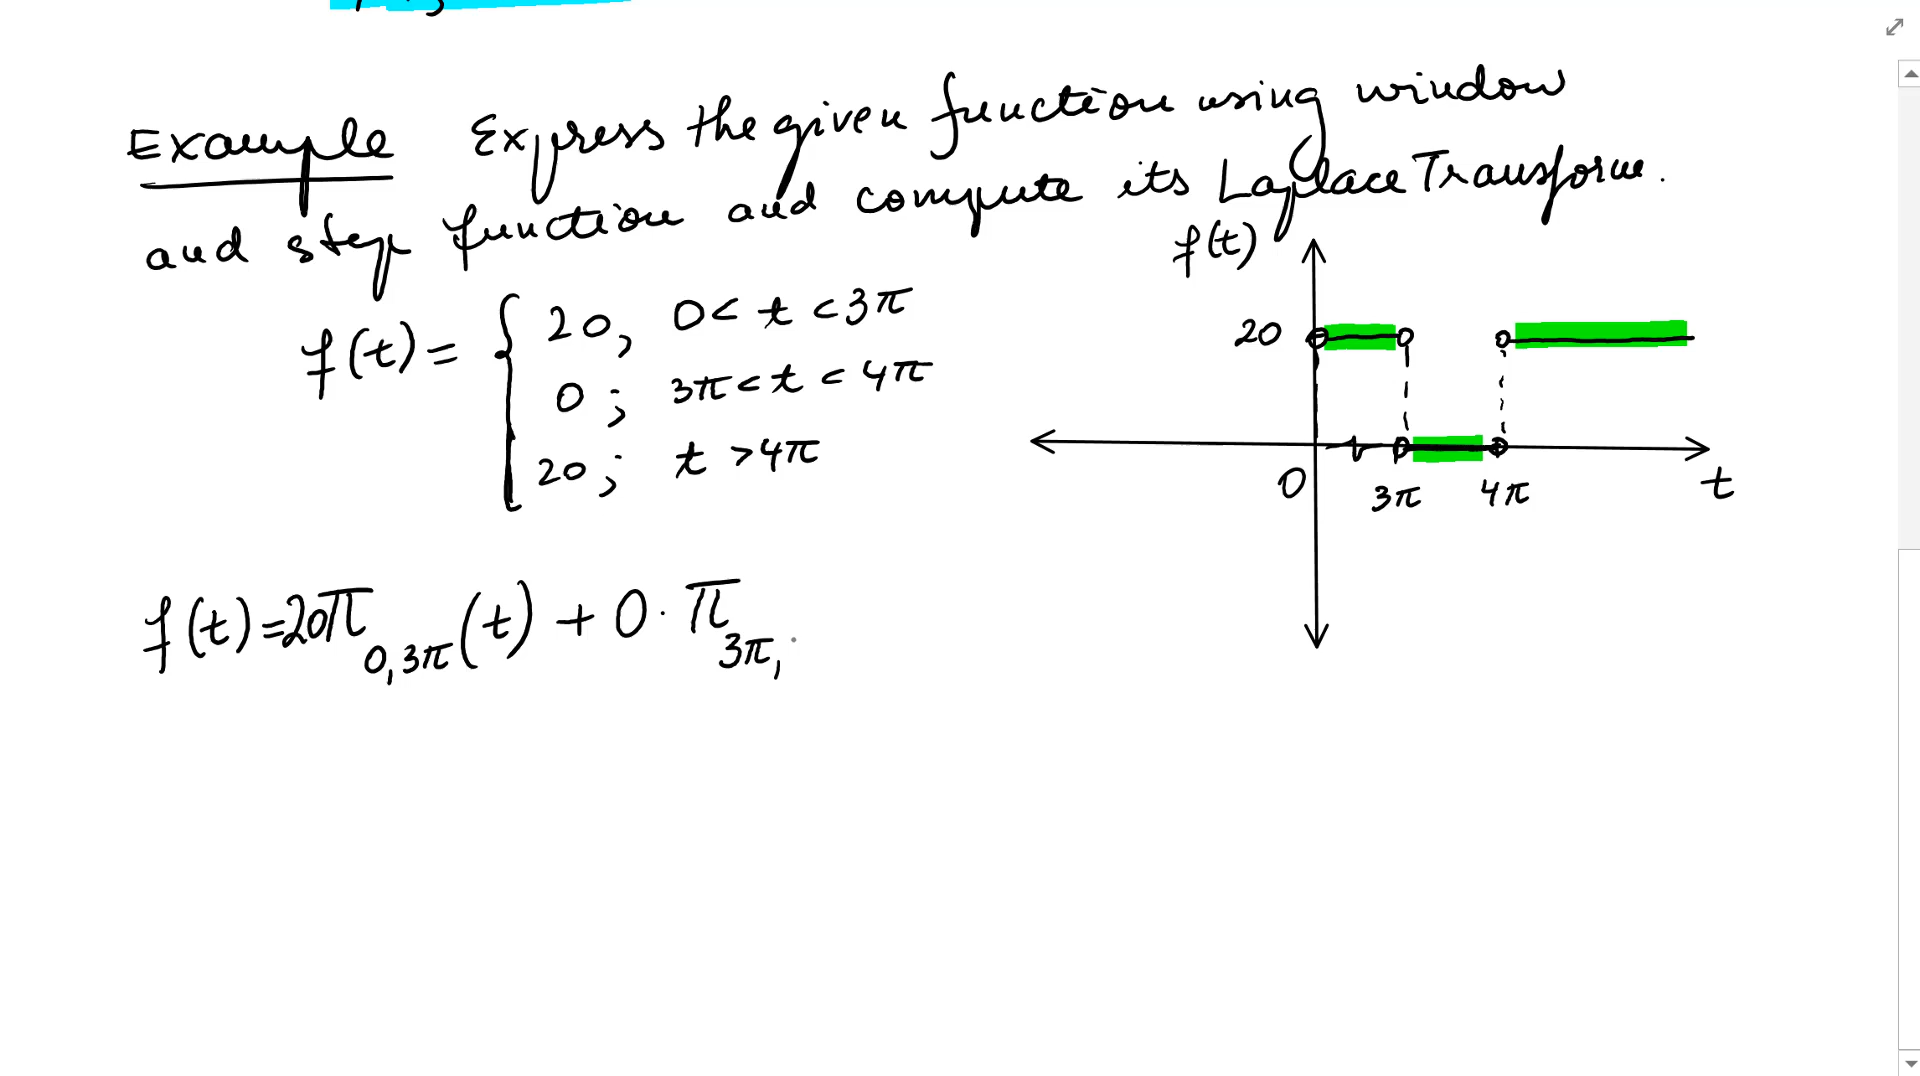 Example Express the given function using window
and step function and compute its Laplace Transform.
f(t) = { 20, 0 < t < 3π
0 ; 3π < t < 4π
20 ; t > 4π
f(t)
20
0
3π
4π
t
f(t) = 20Π₀,₃π(t) + 0 · Π₃π,